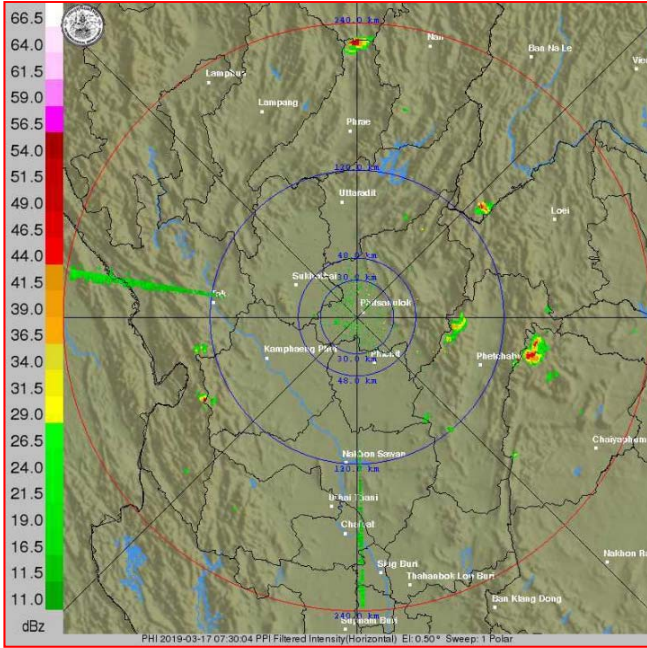 66.5
64.0
61.5
59.0
56.5
54.0
51.5
49.0
46.5
44.0
41.5
39.0
36.5
34.0
31.5
29.0
26.5
24.0
21.5
19.0
16.5
11.5
11.0
dBz
240.0 km
Nan
Ban Na Le
Lamphun
Lampang
Phrae
120.0 km
Uttaradit
Loei
48.0 km
30.0 km
Sukhothai
Phitsanulok
Kamphaeng Phet
Phichit
30.0 km
48.0 km
Chaiyaphum
Nakhon Sawan
120.0 km
Uthai Thani
Chainat
Sing Buri
Thahanbok Lop Buri
Ban Klang Dong
240.0 km
Suphan Buri
PHI 2019-03-17 07:30:04 PPI Filtered Intensity(Horizontal) El: 0.50° Sweep: 1 Polar